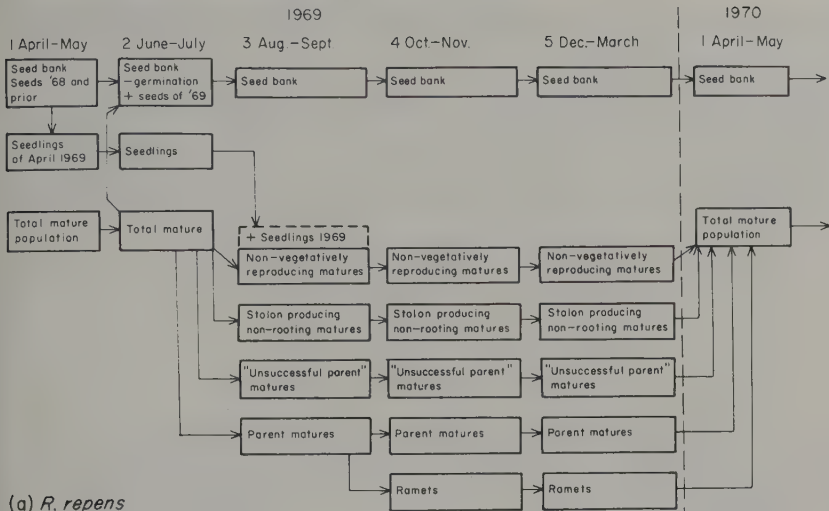 1969
1970
1 April-May
2 June-July
3 Aug.-Sept
4 Oct.-Nov.
5 Dec.-March
1 April-May
Seed bank
Seeds '68 and
prior
Seed bank
-germination
+ seeds of '69
Seed bank
Seed bank
Seed bank
Seed bank
Seedlings
of April 1969
Seedlings
Total mature
population
Total mature
+ Seedlings 1969
Non-vegetatively
reproducing matures
Non-vegetatively
reproducing matures
Non-vegetatively
reproducing matures
Total mature
population
Stolon producing
non-rooting matures
Stolon producing
non-rooting matures
Stolon producing
non-rooting matures
"Unsuccessful parent"
matures
"Unsuccessful parent"
matures
"Unsuccessful parent"
matures
Parent matures
Parent matures
Parent matures
Ramets
Ramets
(a) R. repens